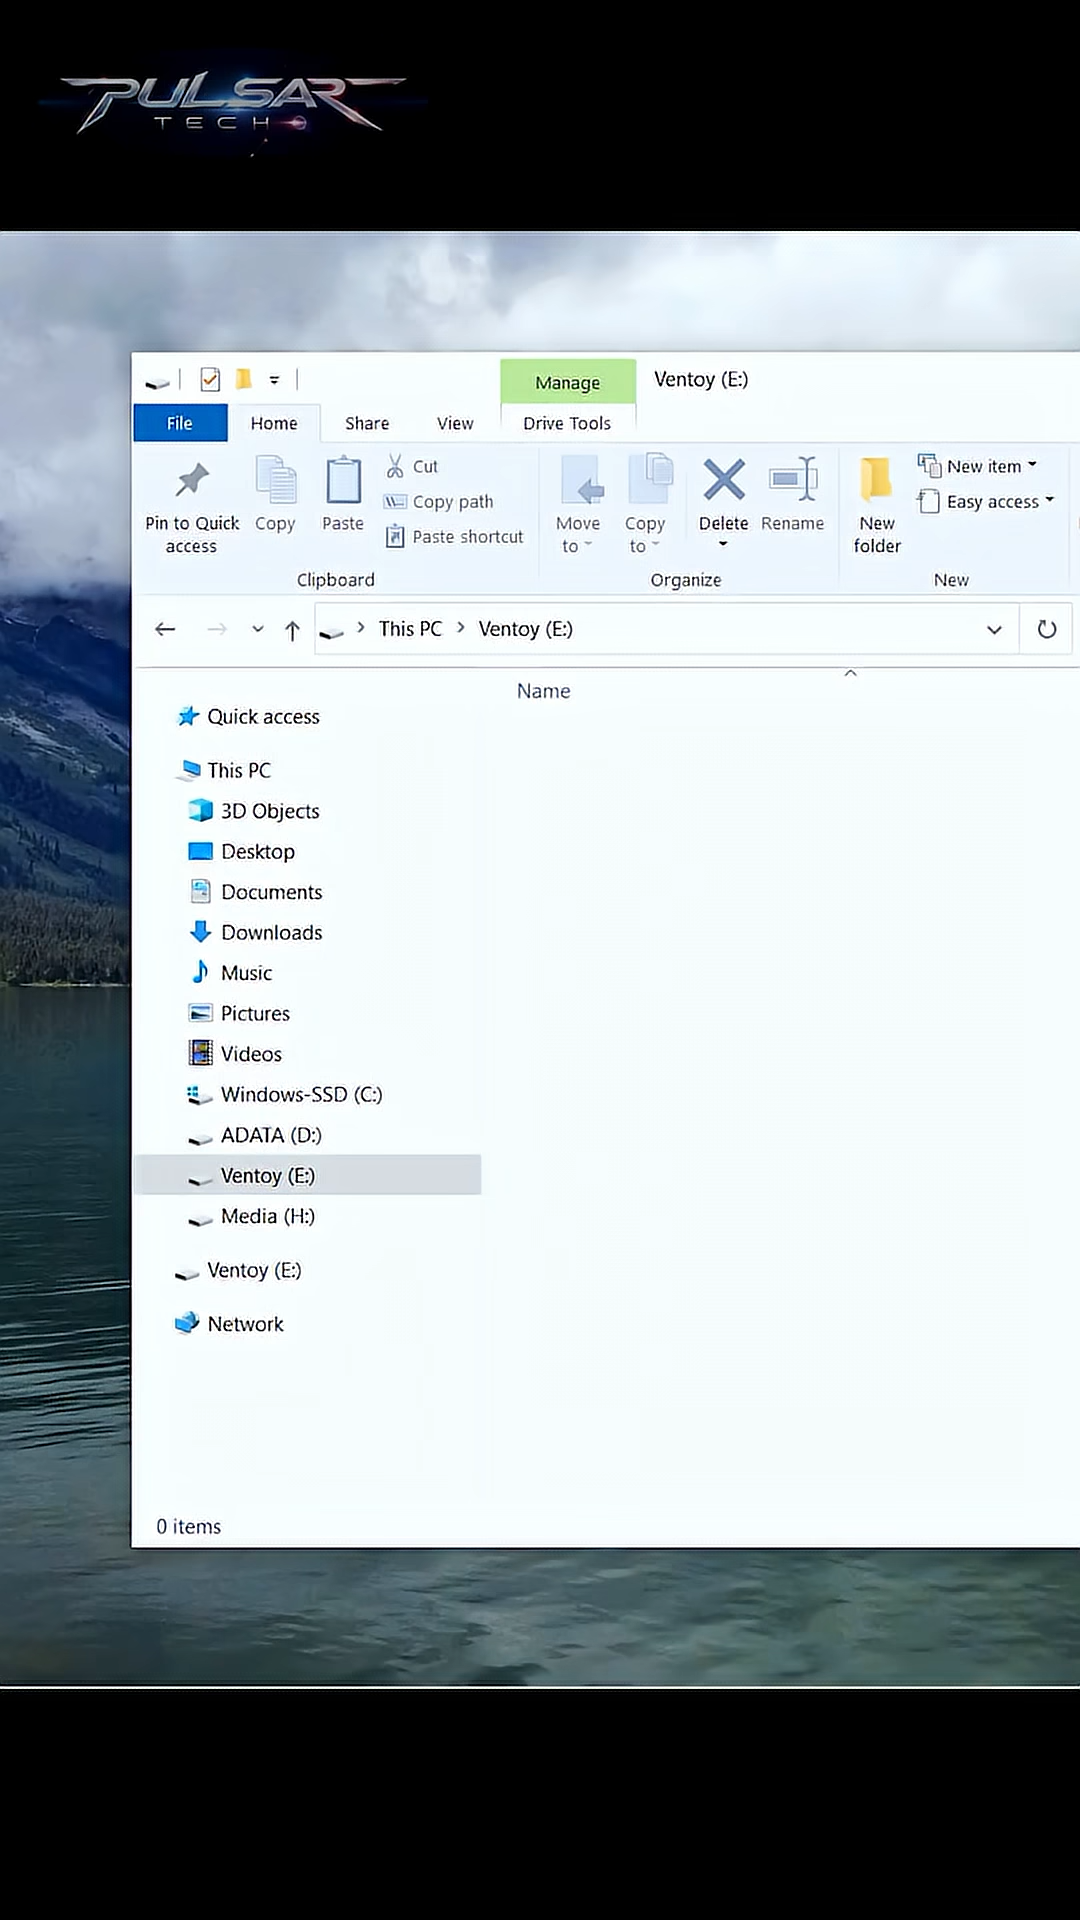 PULSAR
TECH
Manage
Ventoy (E:)
File
Home
Share
View
Drive Tools
Pin to Quick access
Copy
Paste
Cut
Copy path
Paste shortcut
Clipboard
Move to
Copy to
Delete
Rename
Organize
New folder
New item
Easy access
New
This PC > Ventoy (E:)
Name
Quick access
This PC
3D Objects
Desktop
Documents
Downloads
Music
Pictures
Videos
Windows-SSD (C:)
ADATA (D:)
Ventoy (E:)
Media (H:)
Ventoy (E:)
Network
0 items